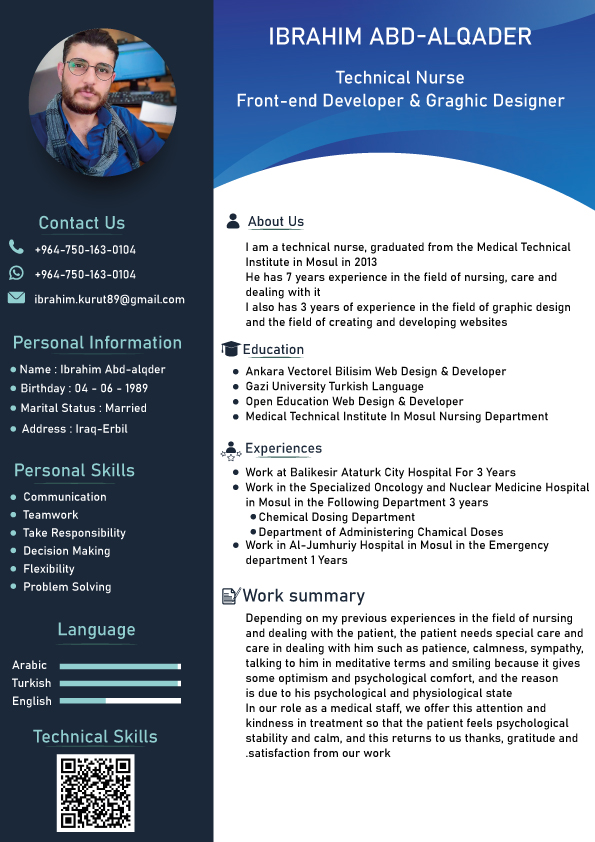 IBRAHIM ABD-ALQADER
Technical Nurse
Front-end Developer & Graghic Designer
Contact Us
+964-750-163-0104
+964-750-163-0104
ibrahim.kurut89@gmail.com
Personal Information
Name : Ibrahim Abd-alqder
Birthday : 04 - 06 - 1989
Marital Status : Married
Address : Iraq-Erbil
Personal Skills
Communication
Teamwork
Take Responsibility
Decision Making
Flexibility
Problem Solving
Language
Arabic
Turkish
English
Technical Skills
About Us
I am a technical nurse, graduated from the Medical Technical
Institute in Mosul in 2013
He has 7 years experience in the field of nursing, care and
dealing with it
I also has 3 years of experience in the field of graphic design
and the field of creating and developing websites
Education
Ankara Vectorel Bilisim Web Design & Developer
Gazi University Turkish Language
Open Education Web Design & Developer
Medical Technical Institute In Mosul Nursing Department
Experiences
Work at Balikesir Ataturk City Hospital For 3 Years
Work in the Specialized Oncology and Nuclear Medicine Hospital
in Mosul in the Following Department 3 years
Chemical Dosing Department
Department of Administering Chamical Doses
Work in Al-Jumhuriy Hospital in Mosul in the Emergency
department 1 Years
Work summary
Depending on my previous experiences in the field of nursing
and dealing with the patient, the patient needs special care and
care in dealing with him such as patience, calmness, sympathy,
talking to him in meditative terms and smiling because it gives
some optimism and psychological comfort, and the reason
is due to his psychological and physiological state
In our role as a medical staff, we offer this attention and
kindness in treatment so that the patient feels psychological
stability and calm, and this returns to us thanks, gratitude and
.satisfaction from our work